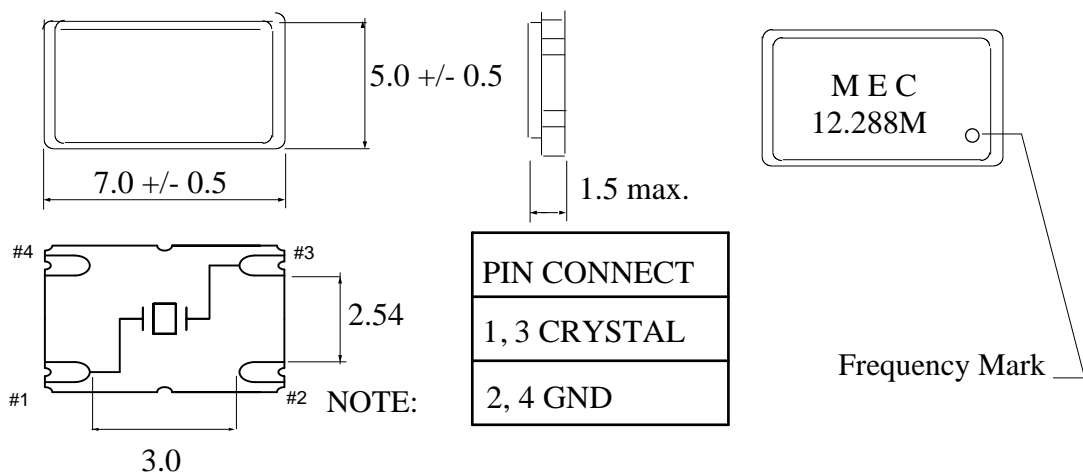 5.0 +/- 0.5
7.0 +/- 0.5
1.5 max.
M E C
12.288M
Frequency Mark
#4
#3
2.54
#1
#2
3.0
NOTE:
PIN CONNECT
1, 3 CRYSTAL
2, 4 GND